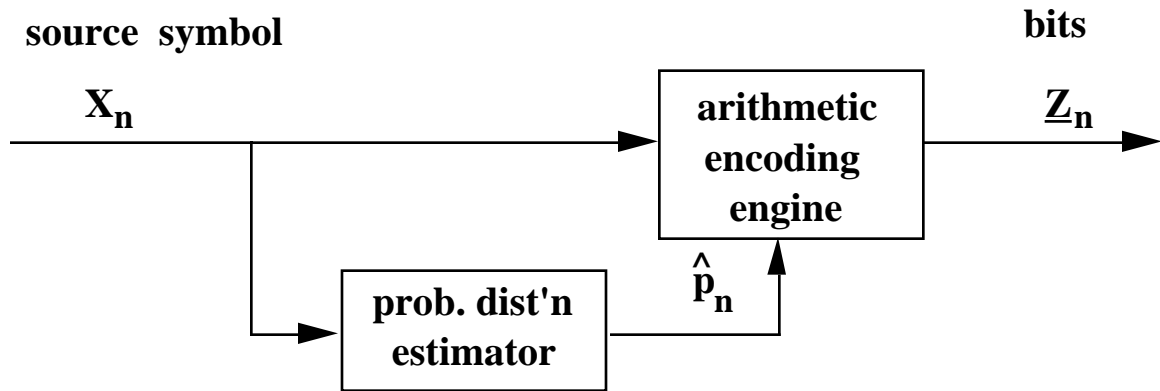 source symbol
bits
X_n
Z_n
arithmetic
encoding
engine
p̂_n
prob. dist'n
estimator